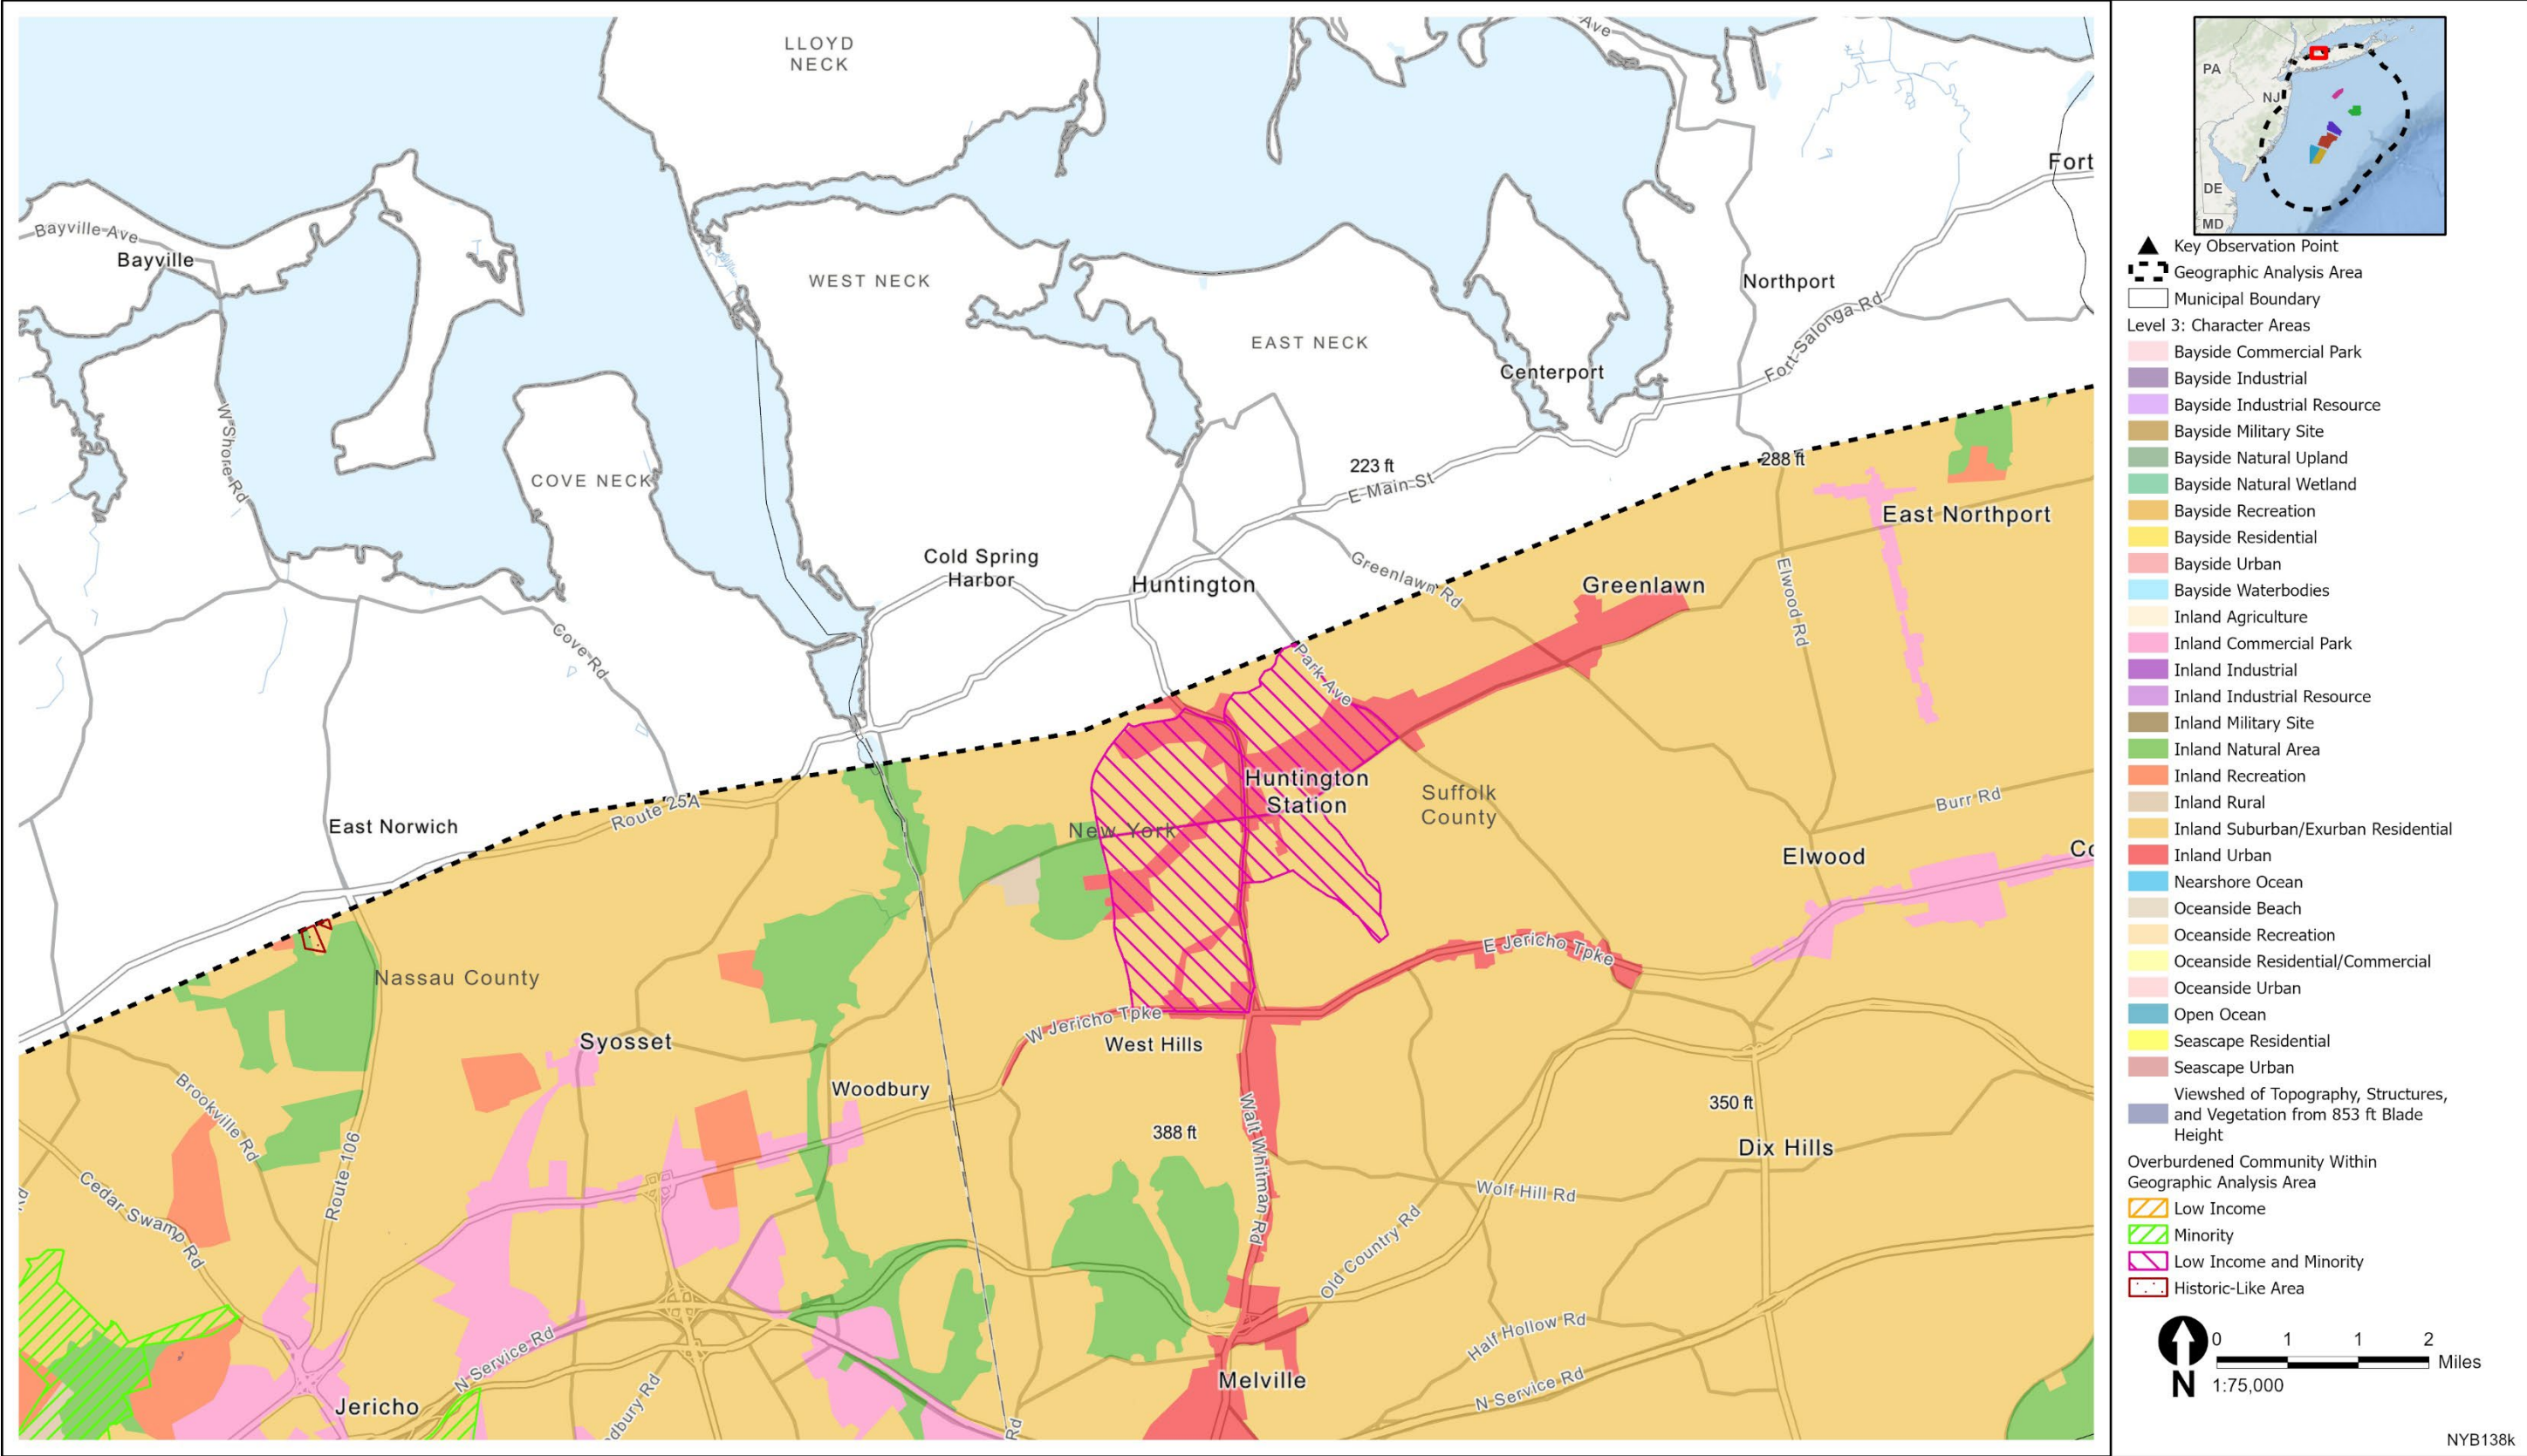 LLOYD
NECK
Ave
Fort
Bayville Ave
Bayville
WEST NECK
Northport
Fort Salonga Rd
EAST NECK
Centerport
W Shore Rd
COVE NECK
223 ft
E Main St
288 ft
East Northport
Cold Spring
Harbor
Huntington
Greenlawn Rd
Greenlawn
Elwood Rd
Cove Rd
Park Ave
Huntington
Station
Suffolk
County
Route 25A
East Norwich
New York
Burr Rd
Elwood
Co
Nassau County
E Jericho Tpke
W Jericho Tpke
Syosset
West Hills
Woodbury
Brookville Rd
Walt Whitman Rd
388 ft
350 ft
Dix Hills
Route 106
Cedar Swamp Rd
Rd
Wolf Hill Rd
Old Country Rd
N Service Rd
Half Hollow Rd
Melville
N Service Rd
Jericho
dbury Rd
Rd
PA
NJ
DE
MD
Key Observation Point
Geographic Analysis Area
Municipal Boundary
Level 3: Character Areas
Bayside Commercial Park
Bayside Industrial
Bayside Industrial Resource
Bayside Military Site
Bayside Natural Upland
Bayside Natural Wetland
Bayside Recreation
Bayside Residential
Bayside Urban
Bayside Waterbodies
Inland Agriculture
Inland Commercial Park
Inland Industrial
Inland Industrial Resource
Inland Military Site
Inland Natural Area
Inland Recreation
Inland Rural
Inland Suburban/Exurban Residential
Inland Urban
Nearshore Ocean
Oceanside Beach
Oceanside Recreation
Oceanside Residential/Commercial
Oceanside Urban
Open Ocean
Seascape Residential
Seascape Urban
Viewshed of Topography, Structures,
and Vegetation from 853 ft Blade
Height
Overburdened Community Within
Geographic Analysis Area
Low Income
Minority
Low Income and Minority
Historic-Like Area
N
0 1 1 2
Miles
1:75,000
NYB138k